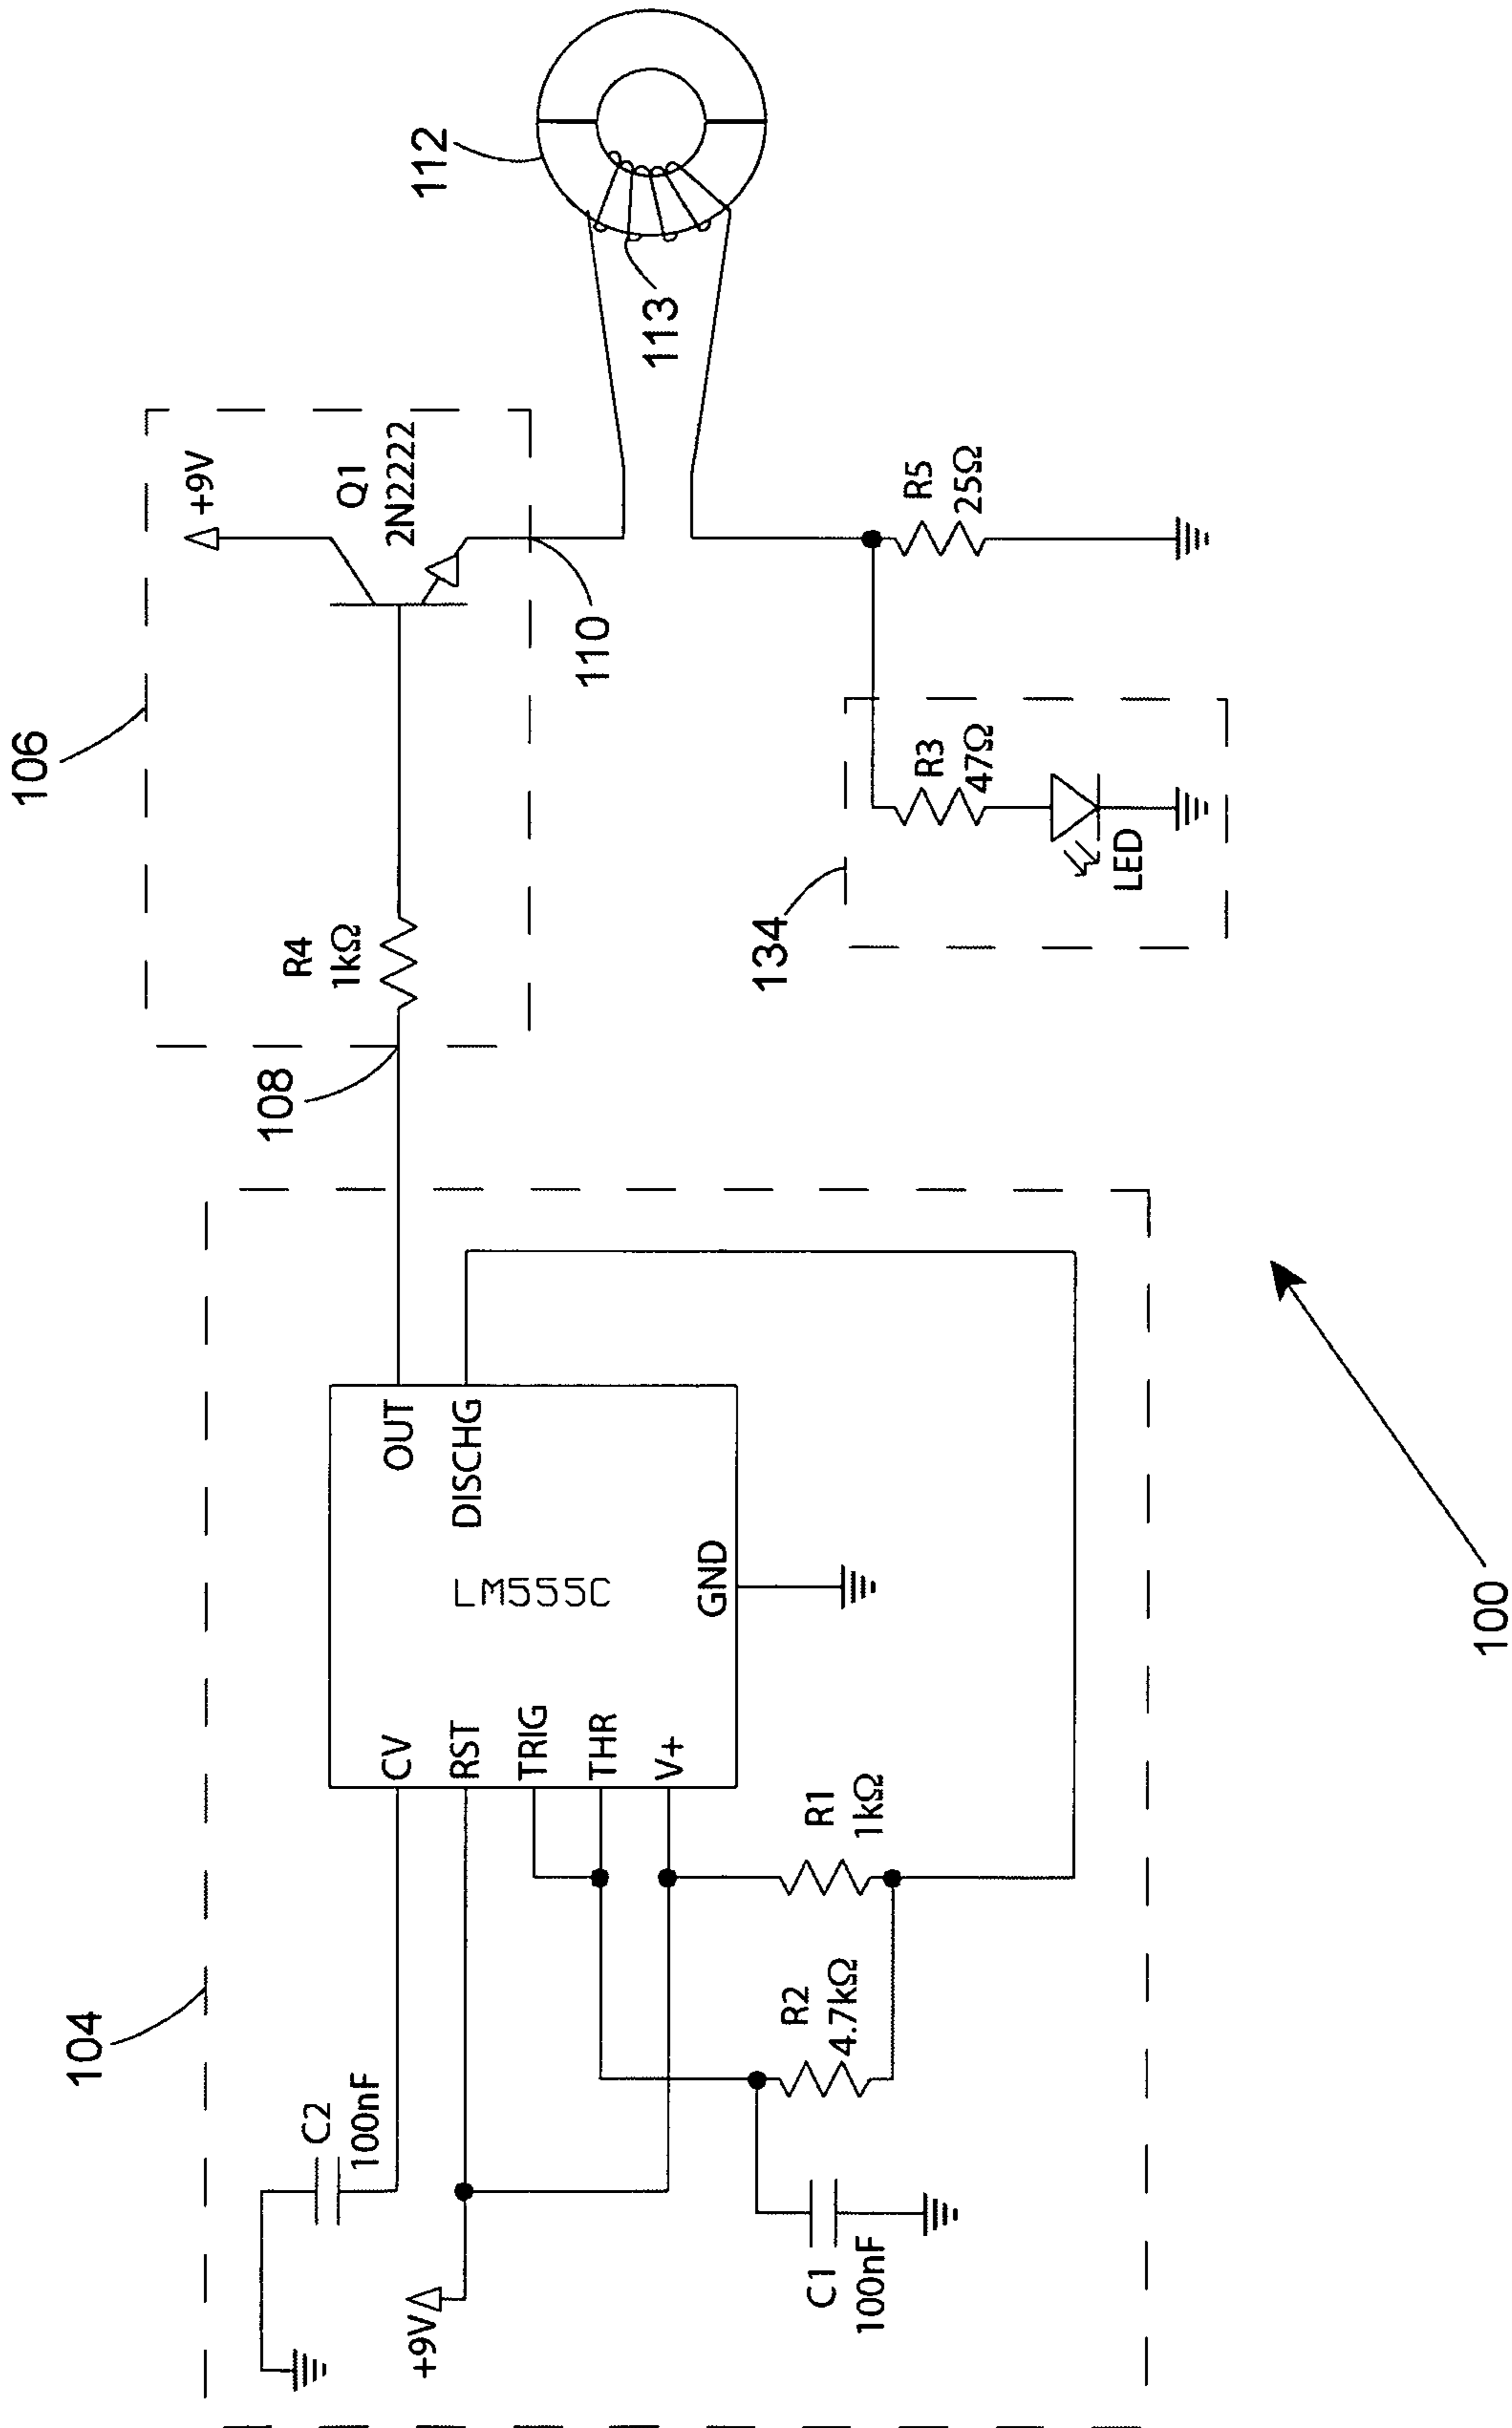 104
C2
100nF
+9V
C1
100nF
R2
4.7kΩ
R1
1kΩ
CV
RST
TRIG
THR
V+
LM555C
GND
OUT
DISCHG
108
106
R4
1kΩ
+9V
Q1
2N2222
110
134
R3
47Ω
LED
R5
25Ω
112
113
100